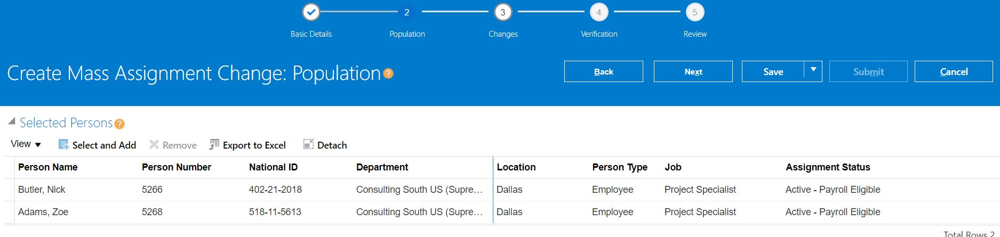 2 3 4 5
Basic Details Population Changes Verification Review
Create Mass Assignment Change: Population ?
Back Next Save Submit Cancel
Selected Persons ?
View Select and Add Remove Export to Excel Detach
Person Name Person Number National ID Department Location Person Type Job Assignment Status
Butler, Nick 5266 402-21-2018 Consulting South US (Supre... Dallas Employee Project Specialist Active - Payroll Eligible
Adams, Zoe 5268 518-11-5613 Consulting South US (Supre... Dallas Employee Project Specialist Active - Payroll Eligible
Total Rows 2